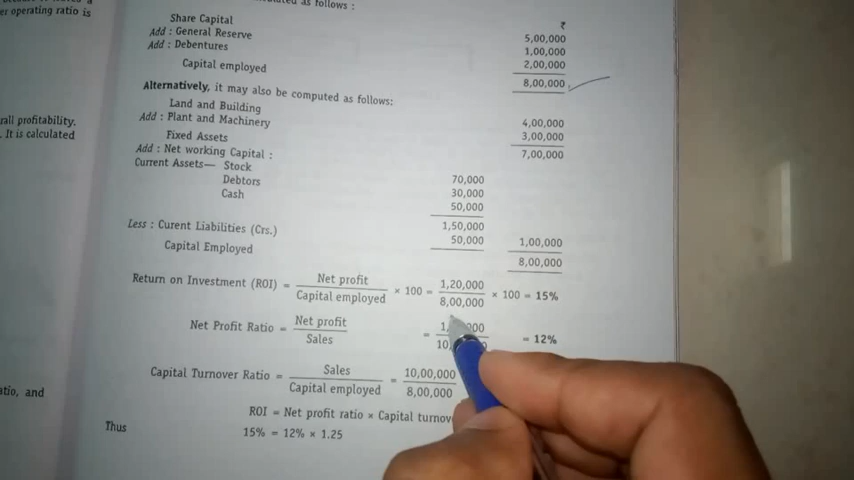 er operating ratio is
as follows :
₹
Share Capital 5,00,000
Add : General Reserve 1,00,000
Add : Debentures 2,00,000
Capital employed 8,00,000
Alternatively, it may also be computed as follows:
Land and Building 4,00,000
Add : Plant and Machinery 3,00,000
rall profitability.
Fixed Assets 7,00,000
. It is calculated
Add : Net working Capital :
Current Assets— Stock 70,000
Debtors 30,000
Cash 50,000
1,50,000
Less : Curent Liabilities (Crs.) 50,000 1,00,000
Capital Employed 8,00,000
Return on Investment (ROI) = Net profit / Capital employed × 100 = 1,20,000 / 8,00,000 × 100 = 15%
Net Profit Ratio = Net profit / Sales = = 12%
Capital Turnover Ratio = Sales / Capital employed = 10,00,000 / 8,00,000
atio, and
ROI = Net profit ratio × Capital turnov
Thus 15% = 12% × 1.25